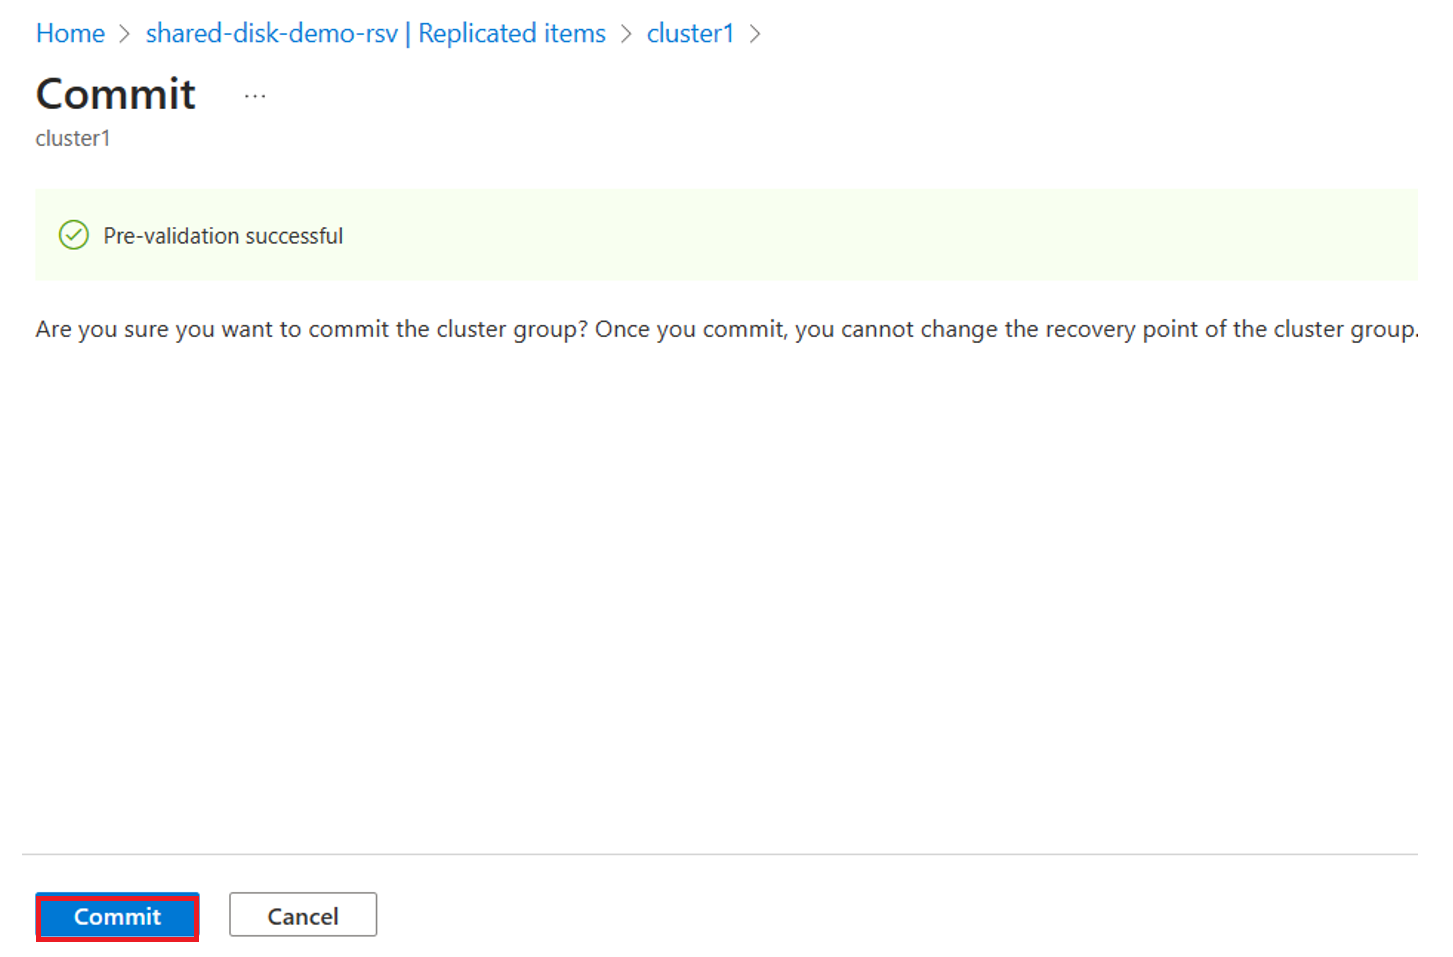 Home > shared-disk-demo-rsv | Replicated items > cluster1 >
Commit ...
cluster1
Pre-validation successful
Are you sure you want to commit the cluster group? Once you commit, you cannot change the recovery point of the cluster group.
Commit Cancel